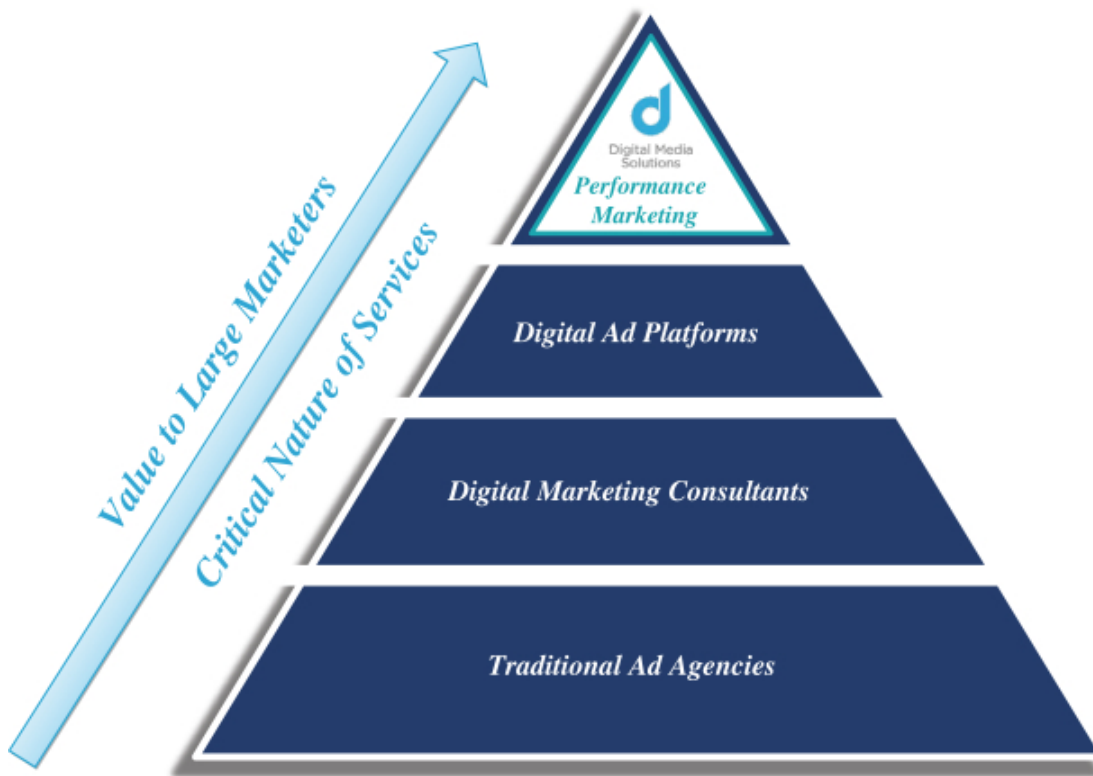 Digital Media
Solutions
Performance
Marketing
Digital Ad Platforms
Digital Marketing Consultants
Traditional Ad Agencies
Value to Large Marketers
Critical Nature of Services